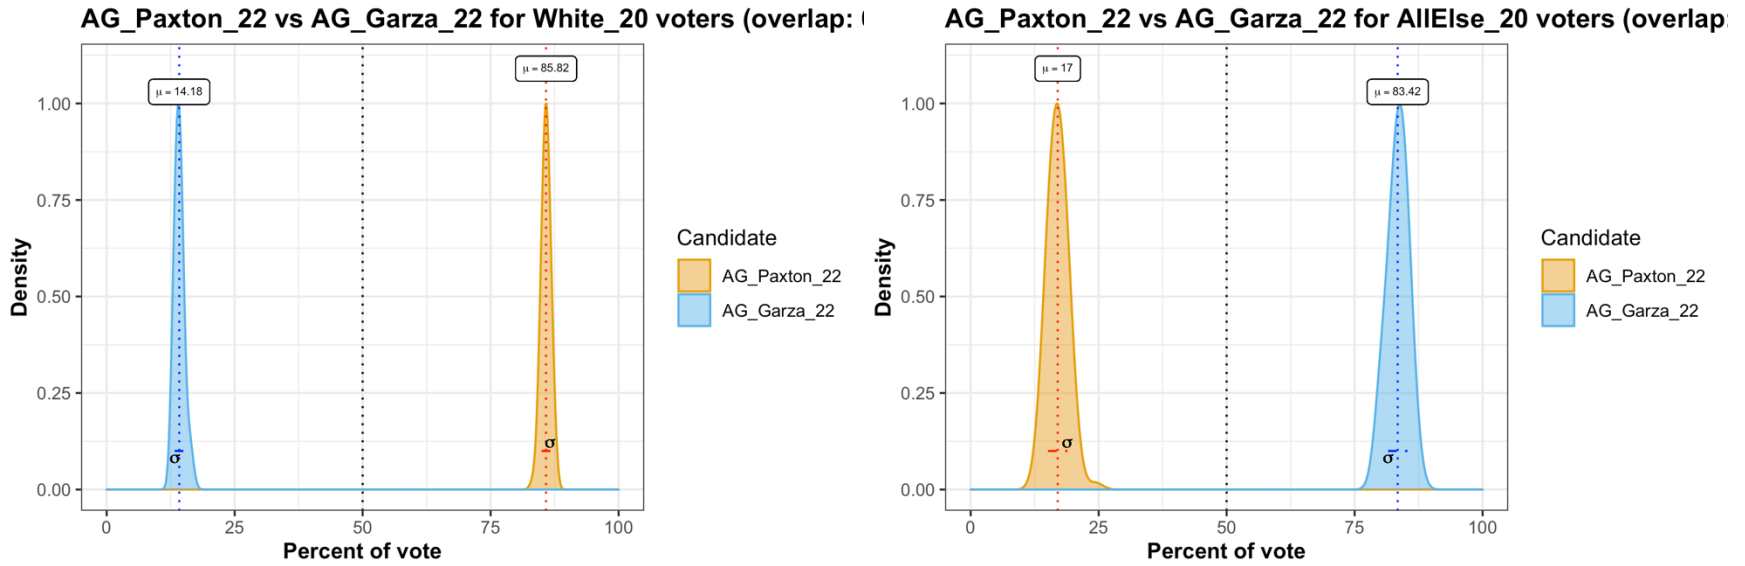 AG_Paxton_22 vs AG_Garza_22 for White_20 voters (overlap:
μ = 14.18
μ = 85.82
1.00
0.75
0.50
0.25
0.00
Density
σ
σ
0
25
50
75
100
Percent of vote
Candidate
AG_Paxton_22
AG_Garza_22
AG_Paxton_22 vs AG_Garza_22 for AllElse_20 voters (overlap:
μ = 17
μ = 83.42
1.00
0.75
0.50
0.25
0.00
Density
σ
σ
0
25
50
75
100
Percent of vote
Candidate
AG_Paxton_22
AG_Garza_22